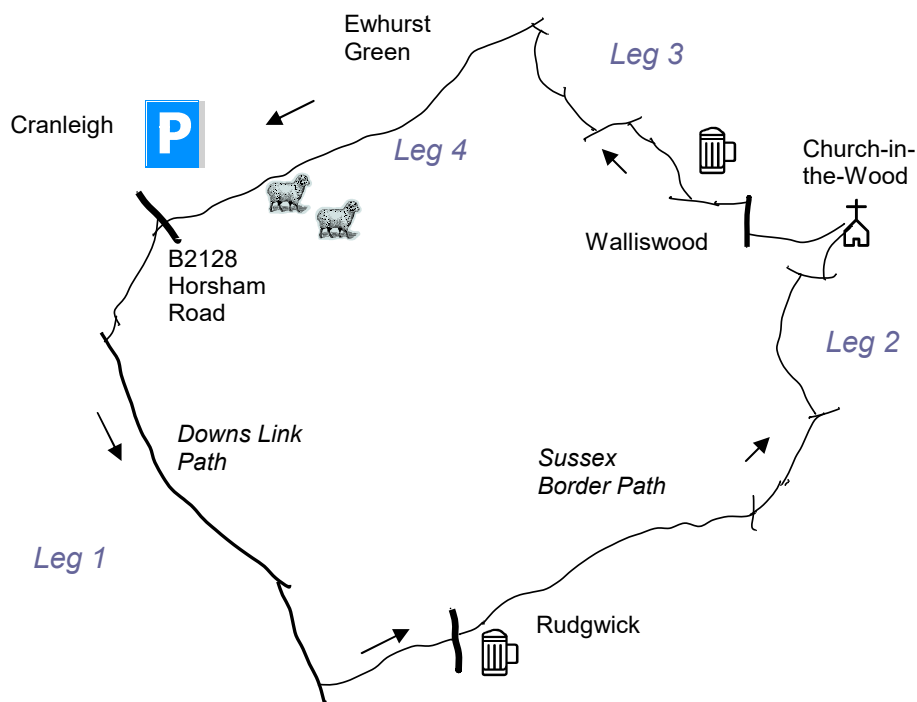 Ewhurst
Green
Leg 3
Cranleigh
P
Leg 4
Church-in-
the-Wood
Walliswood
B2128
Horsham
Road
Leg 2
Downs Link
Path
Sussex
Border Path
Leg 1
Rudgwick